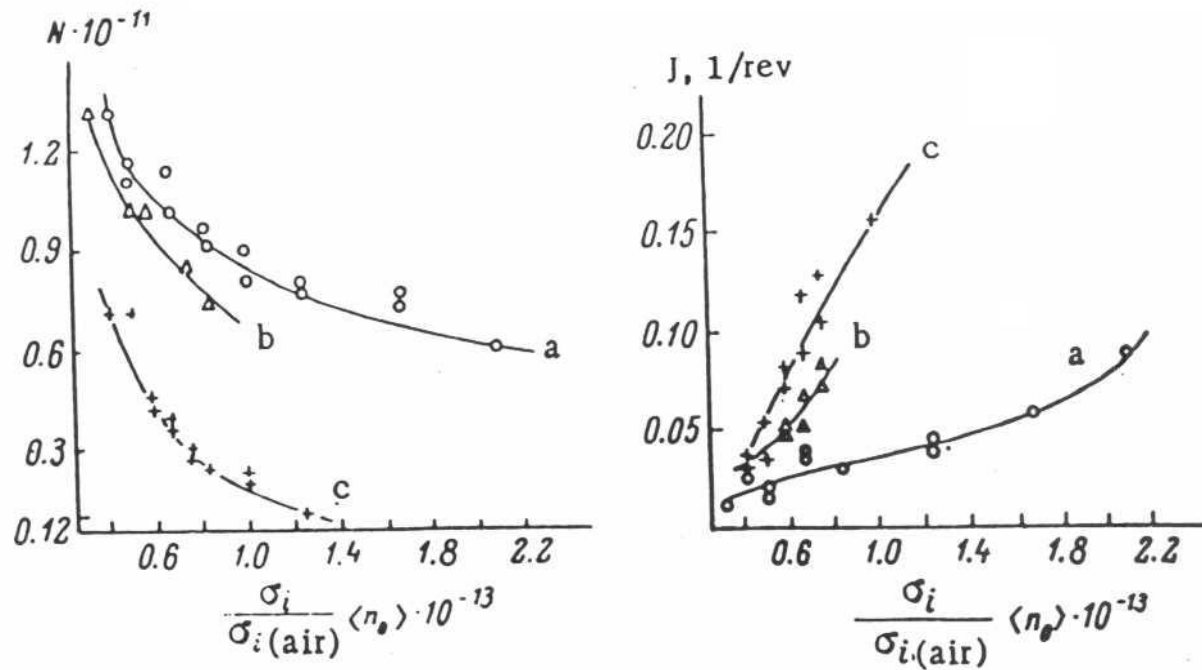 N·10⁻¹¹
1.2
0.9
0.6
0.3
0.12
a
b
c
0.6 1.0 1.4 1.8 2.2
σᵢ / σᵢ(air) ⟨n₀⟩·10⁻¹³
J, 1/rev
0.20
0.15
0.10
0.05
c
b
a
0.6 1.0 1.4 1.8 2.2
σᵢ / σᵢ.(air) ⟨n₀⟩·10⁻¹³